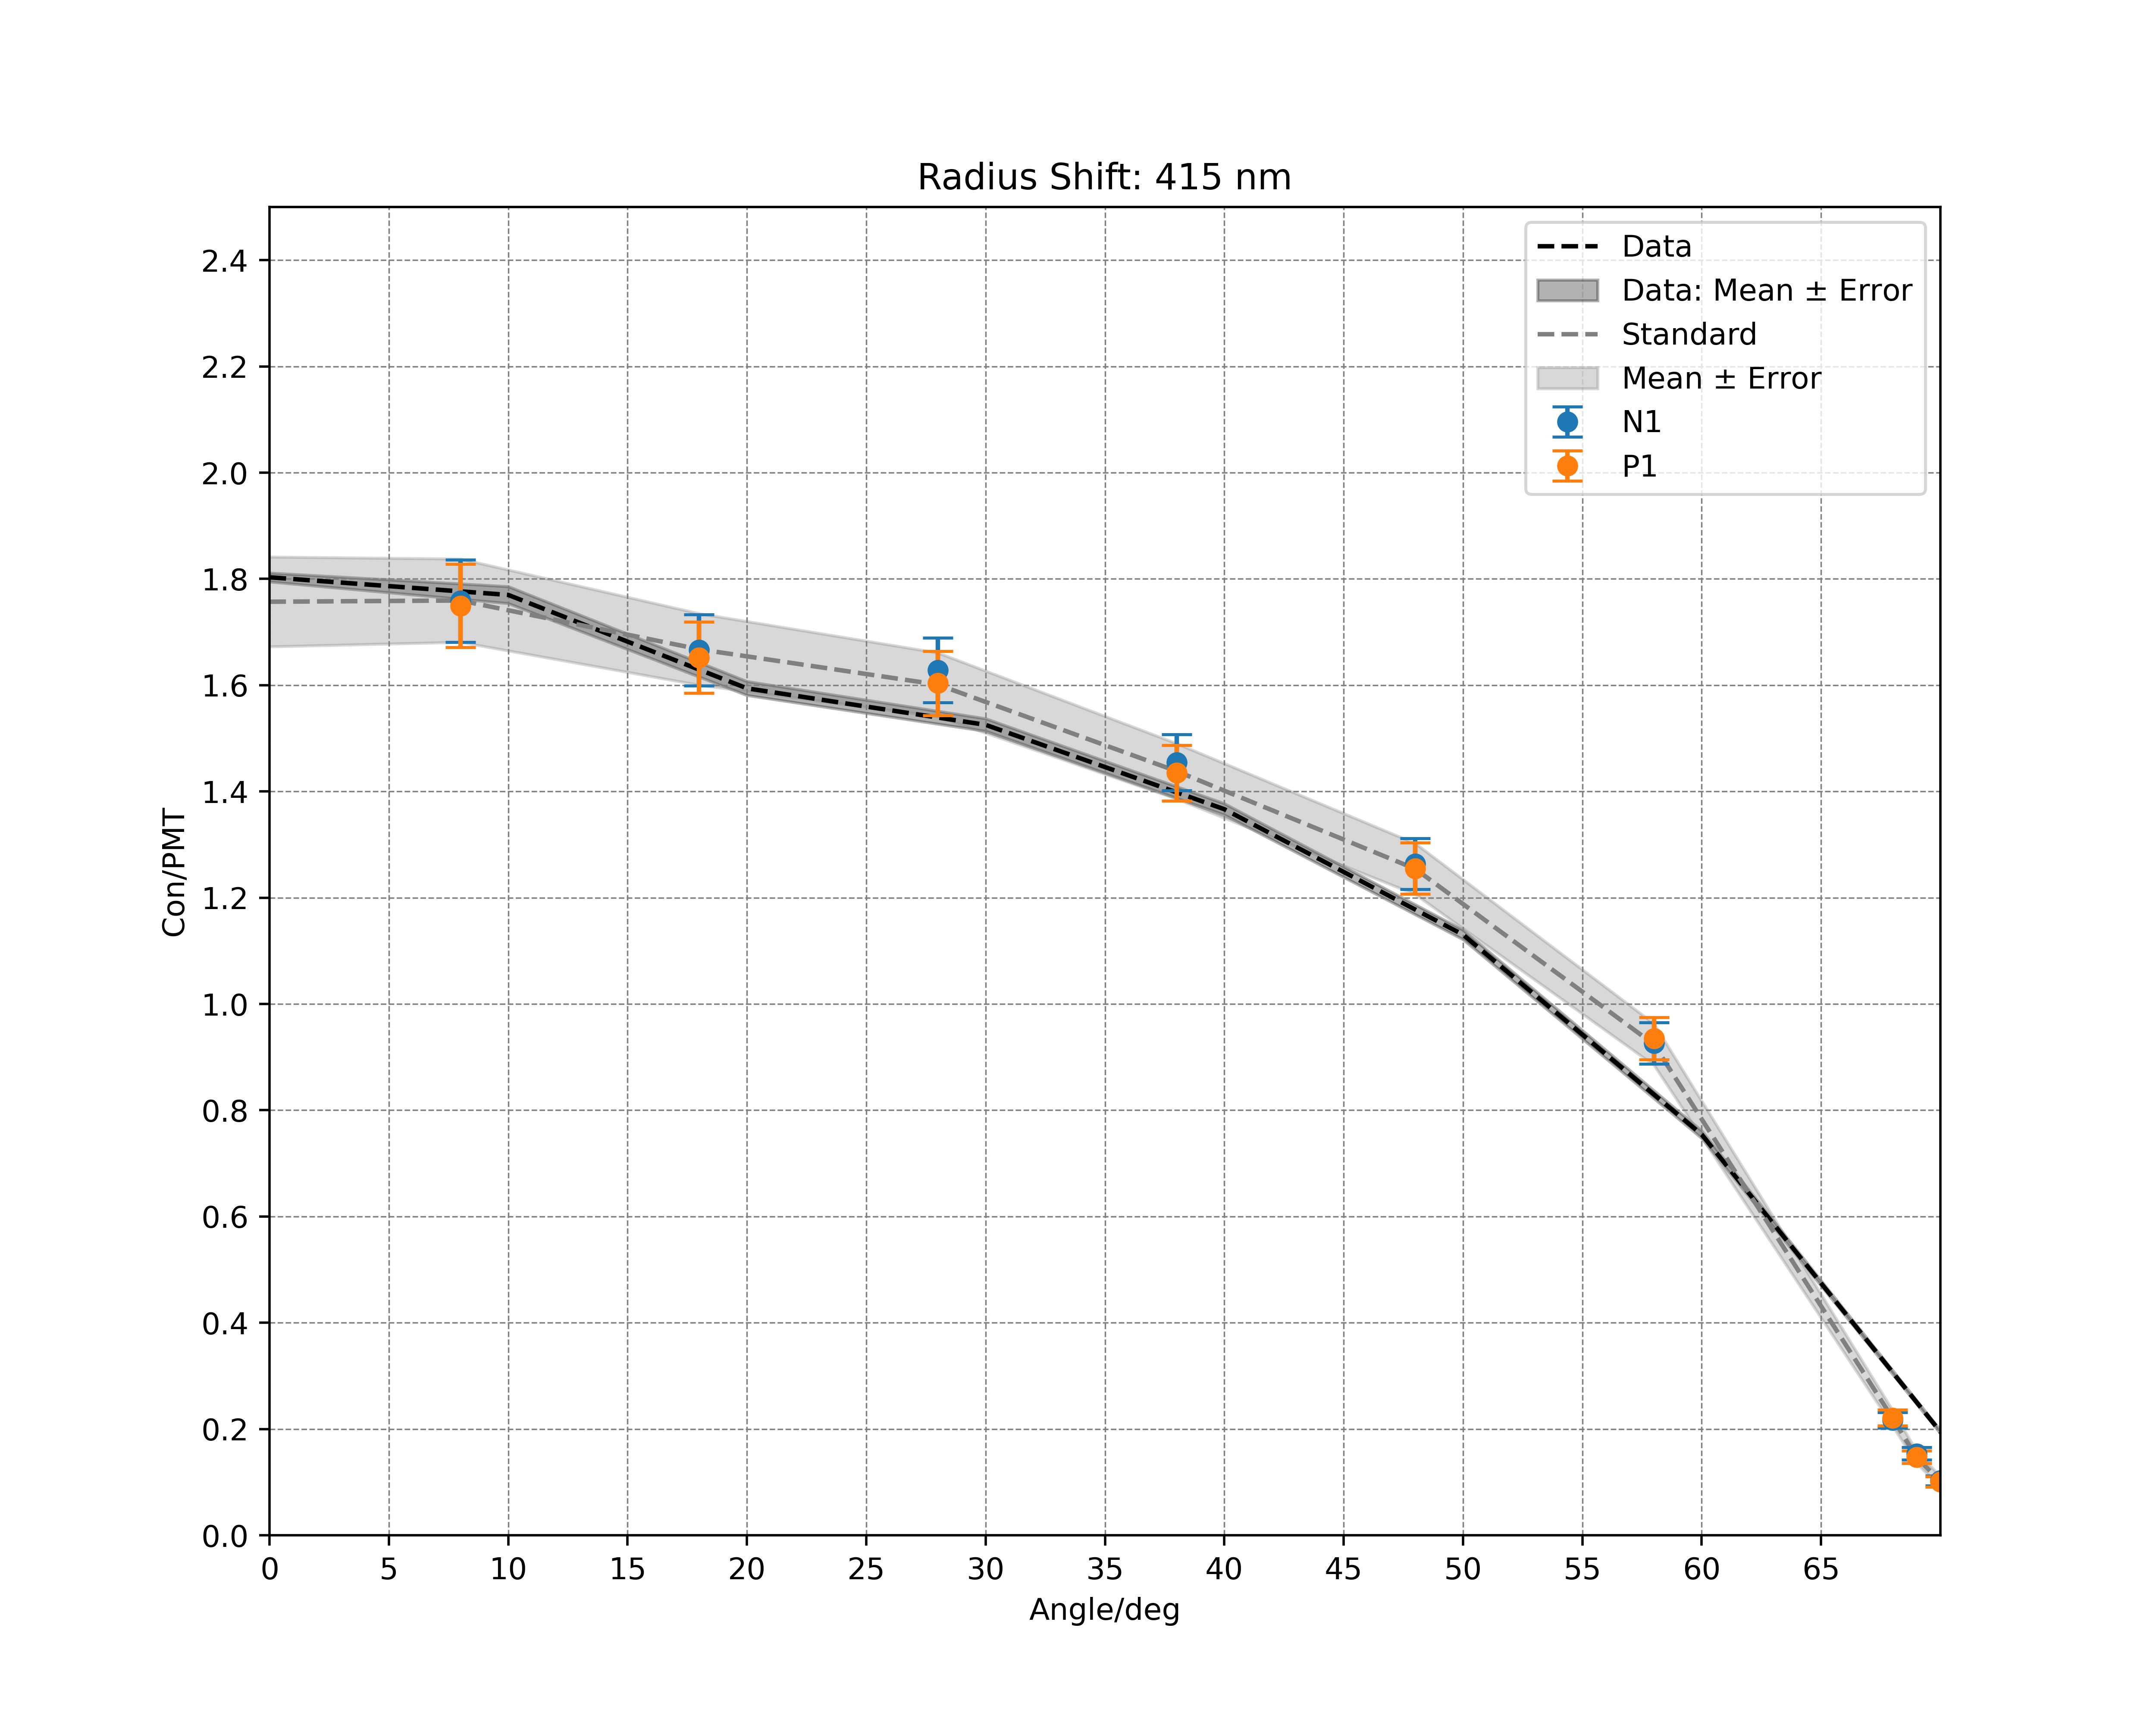 Radius Shift: 415 nm
Data
Data: Mean ± Error
Standard
Mean ± Error
N1
P1
2.4
2.2
2.0
1.8
1.6
1.4
1.2
1.0
0.8
0.6
0.4
0.2
0.0
Con/PMT
0 5 10 15 20 25 30 35 40 45 50 55 60 65
Angle/deg